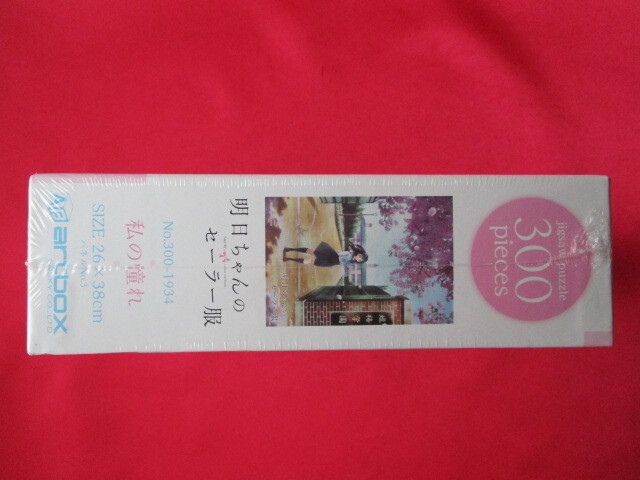 Jigsaw puzzle
300
pieces
明日ちゃんの
セーラー服
No.300-1934
私の憧れ
SIZE 26×38cm
artbox